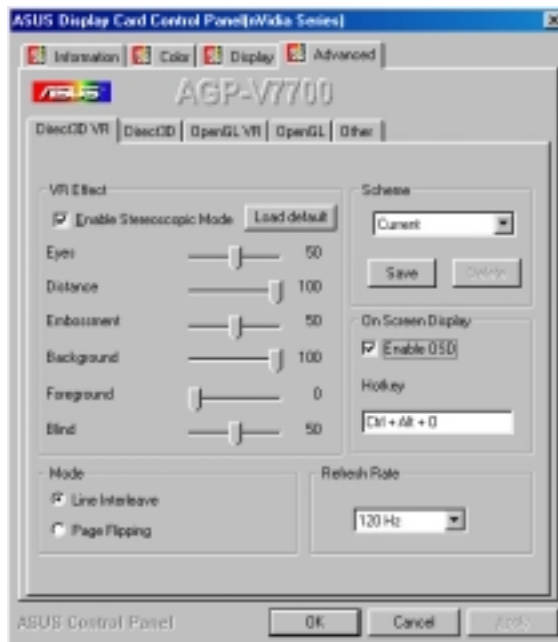 ASUS Display Card Control Panel(nVidia Series)
Information Color Display Advanced
ASUS AGP-V7700
Direct3D VR Direct3D OpenGL VR OpenGL Other
VR Effect
Enable Stereoscopic Mode Load default
Eyes 50
Distance 100
Embossment 50
Background 100
Foreground 0
Blind 50
Scheme
Current
Save Delete
On Screen Display
Enable OSD
Hotkey
Ctrl + Alt + O
Mode
Line Interleave
Page Flipping
Refresh Rate
120 Hz
ASUS Control Panel OK Cancel Apply